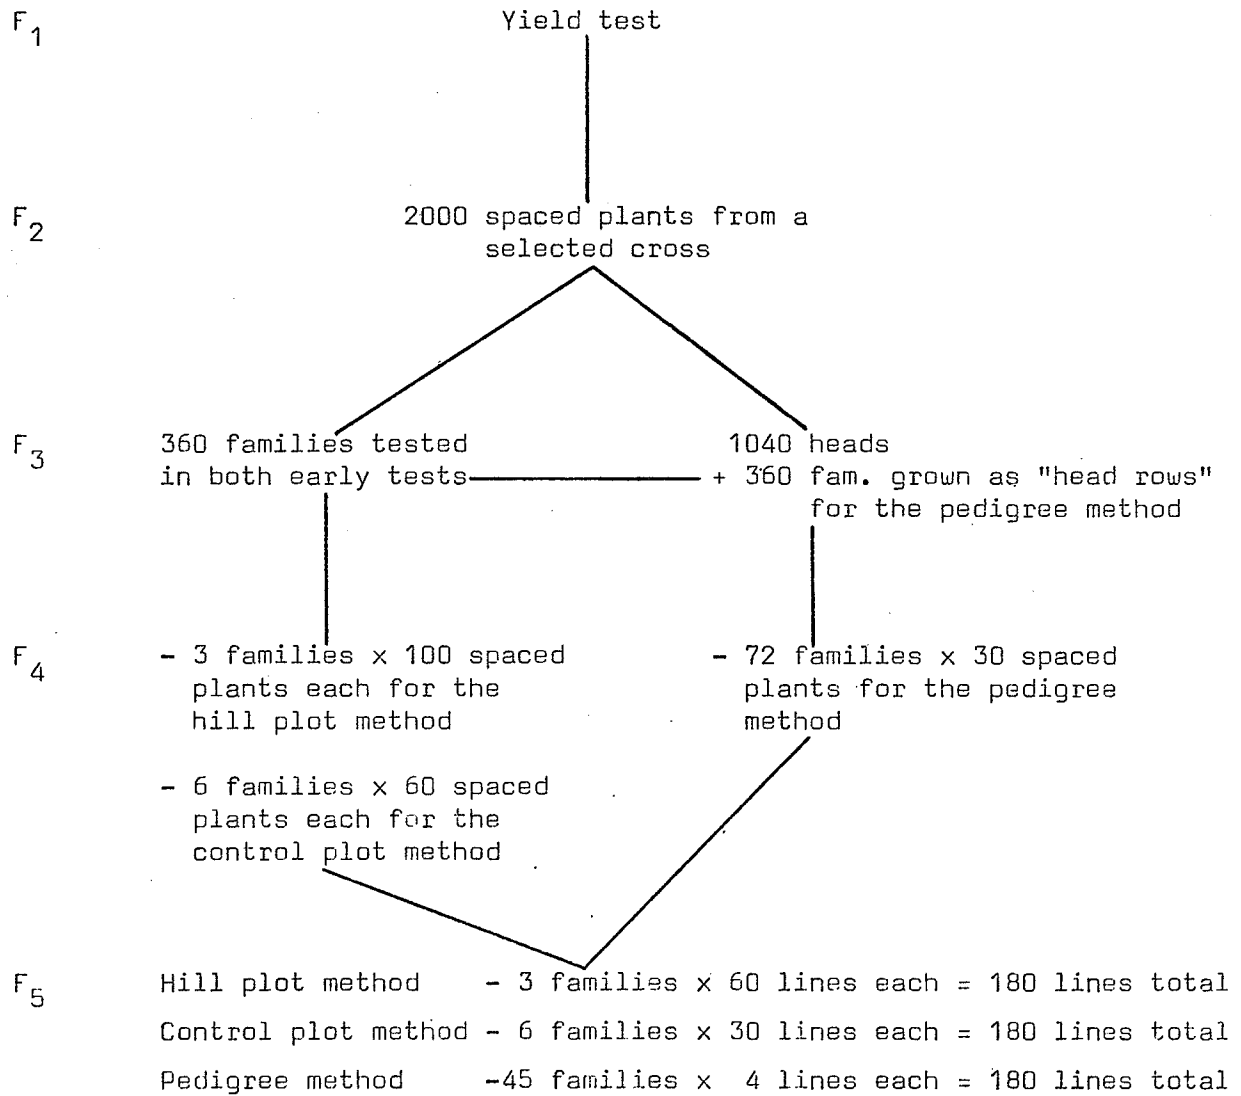 F1 Yield test
F2 2000 spaced plants from a
selected cross
F3 360 families tested
in both early tests
1040 heads
+ 360 fam. grown as "head rows"
for the pedigree method
F4 - 3 families x 100 spaced
plants each for the
hill plot method
- 72 families x 30 spaced
plants for the pedigree
method
- 6 families x 60 spaced
plants each for the
control plot method
F5 Hill plot method - 3 families x 60 lines each = 180 lines total
Control plot method - 6 families x 30 lines each = 180 lines total
Pedigree method -45 families x 4 lines each = 180 lines total